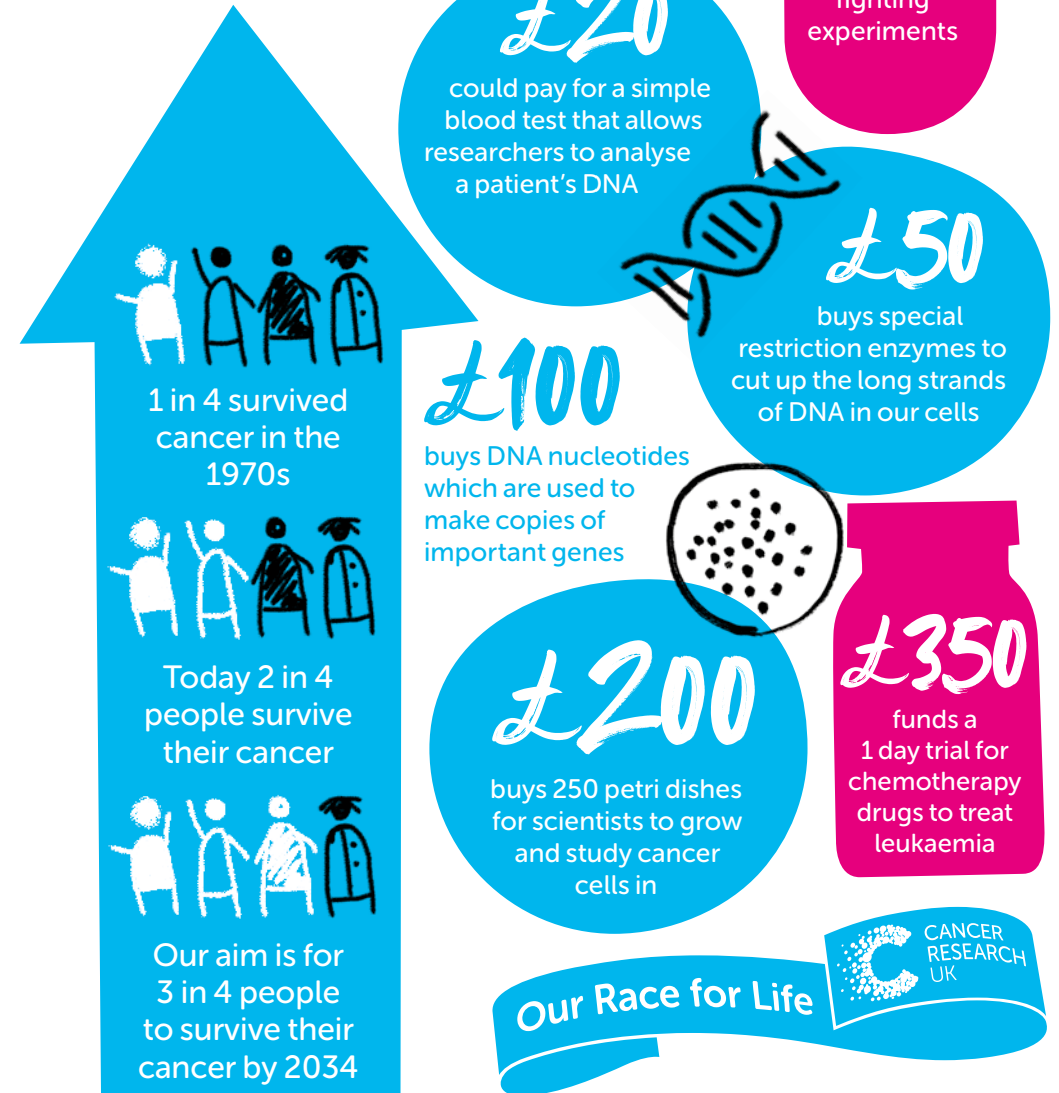 £20
could pay for a simple
blood test that allows
researchers to analyse
a patient's DNA
fighting
experiments
£50
buys special
restriction enzymes to
cut up the long strands
of DNA in our cells
1 in 4 survived
cancer in the
1970s
£100
buys DNA nucleotides
which are used to
make copies of
important genes
Today 2 in 4
people survive
their cancer
£200
buys 250 petri dishes
for scientists to grow
and study cancer
cells in
£350
funds a
1 day trial for
chemotherapy
drugs to treat
leukaemia
Our aim is for
3 in 4 people
to survive their
cancer by 2034
Our Race for Life
CANCER
RESEARCH
UK